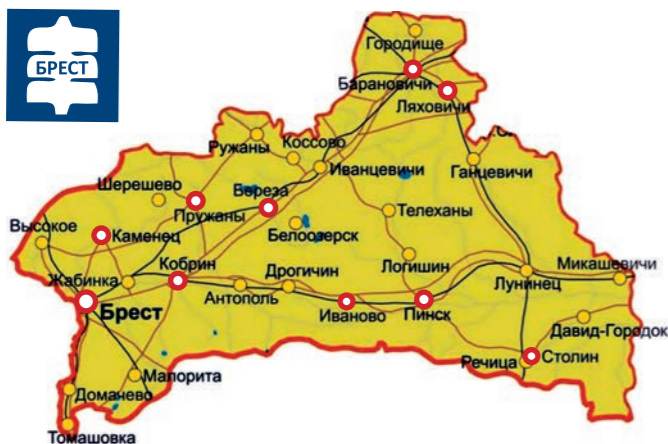 БРЕСТ
Городище
Барановичи
Ляховичи
Ружаны
Коссово
Иванцевичи
Ганцевичи
Шерешево
Береза
Пружаны
Телеханы
Высокое
Каменец
Белоозерск
Жабинка
Кобрин
Дрогичин
Логишин
Микашевичи
Лунинец
Антополь
Брест
Иваново
Пинск
Давид-Городок
Речица
Столин
Малорита
Домачево
Томашовка